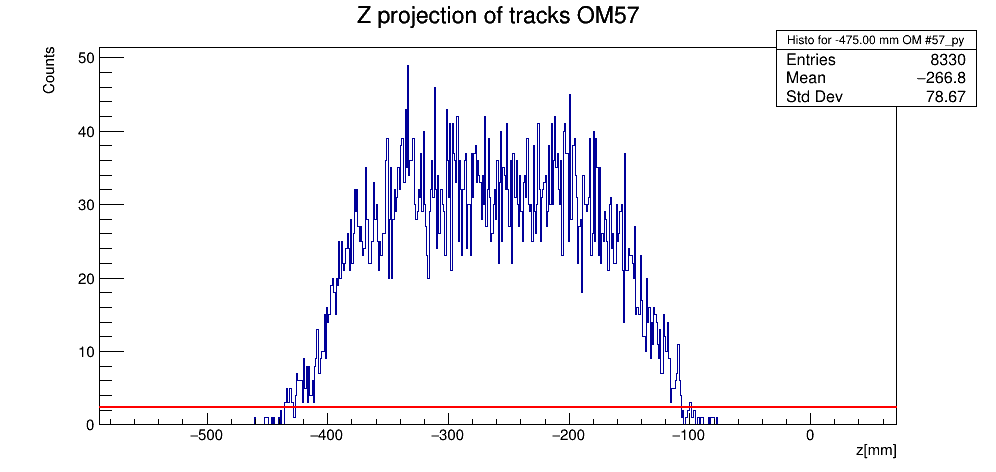 Z projection of tracks OM57
Histo for -475.00 mm OM #57_py
Entries 8330
Mean −266.8
Std Dev 78.67
Counts
50
40
30
20
10
0
−500 −400 −300 −200 −100 0
z[mm]